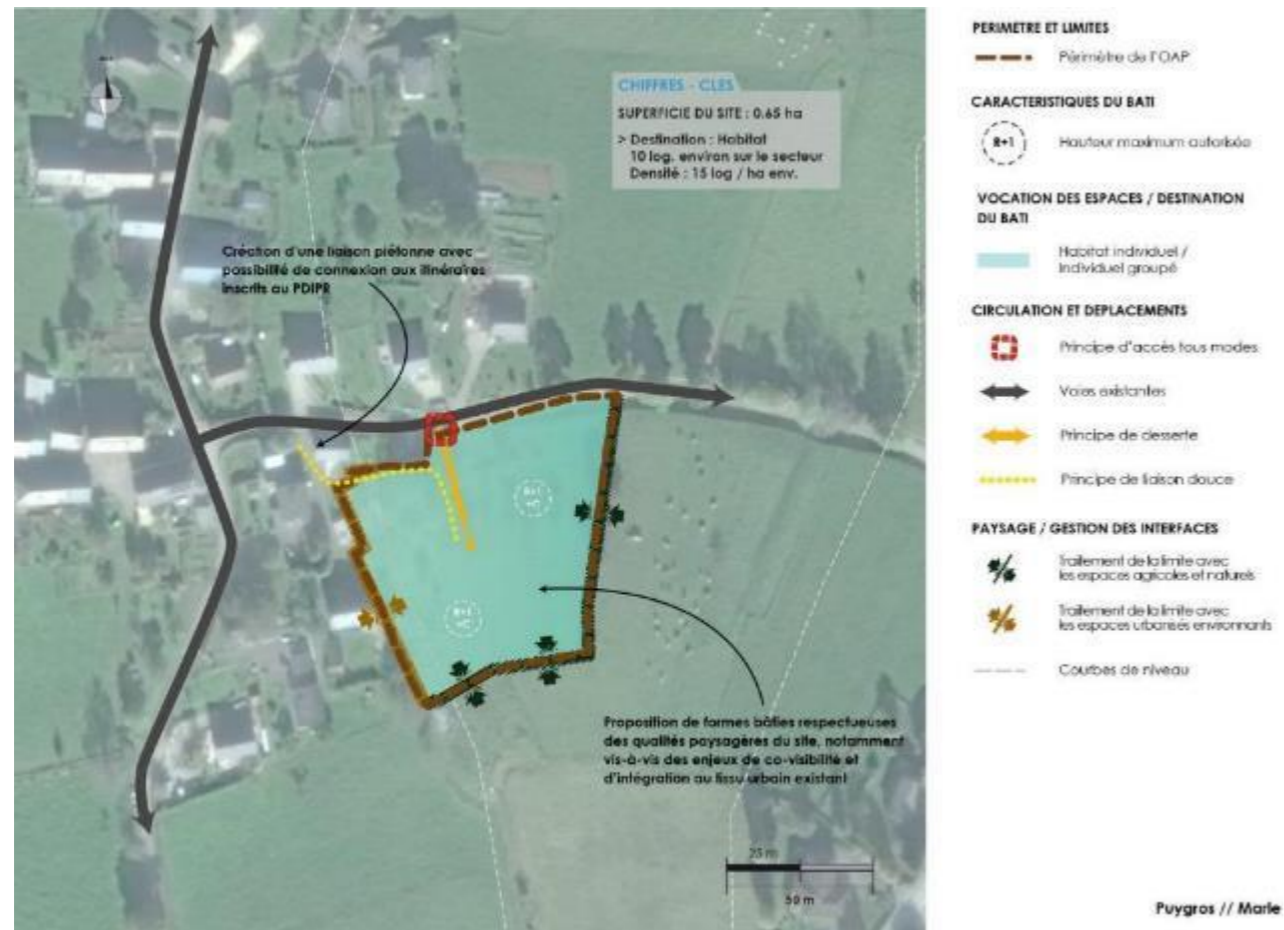 CHIFFRES - CLES
SUPERFICIE DU SITE : 0.65 ha
> Destination : Habitat
10 log. environ sur le secteur
Densité : 15 log / ha env.
Création d'une liaison piétonne avec
possibilité de connexion aux itinéraires
inscrits au PDIPR
R+1
R+1
Proposition de formes bâties respectueuses
des qualités paysagères du site, notamment
vis-à-vis des enjeux de co-visibilité et
d'intégration au tissu urbain existant
25 m
50 m
PERIMETRE ET LIMITES
Périmètre de l'OAP
CARACTERISTIQUES DU BATI
R+1
Hauteur maximum autorisée
VOCATION DES ESPACES / DESTINATION
DU BATI
Habitat individuel /
Individuel groupé
CIRCULATION ET DEPLACEMENTS
Principe d'accès tous modes
Voies existantes
Principe de desserte
Principe de liaison douce
PAYSAGE / GESTION DES INTERFACES
Traitement de la limite avec
les espaces agricoles et naturels
Traitement de la limite avec
les espaces urbanisés environnants
Courbes de niveau
Puygros // Marle